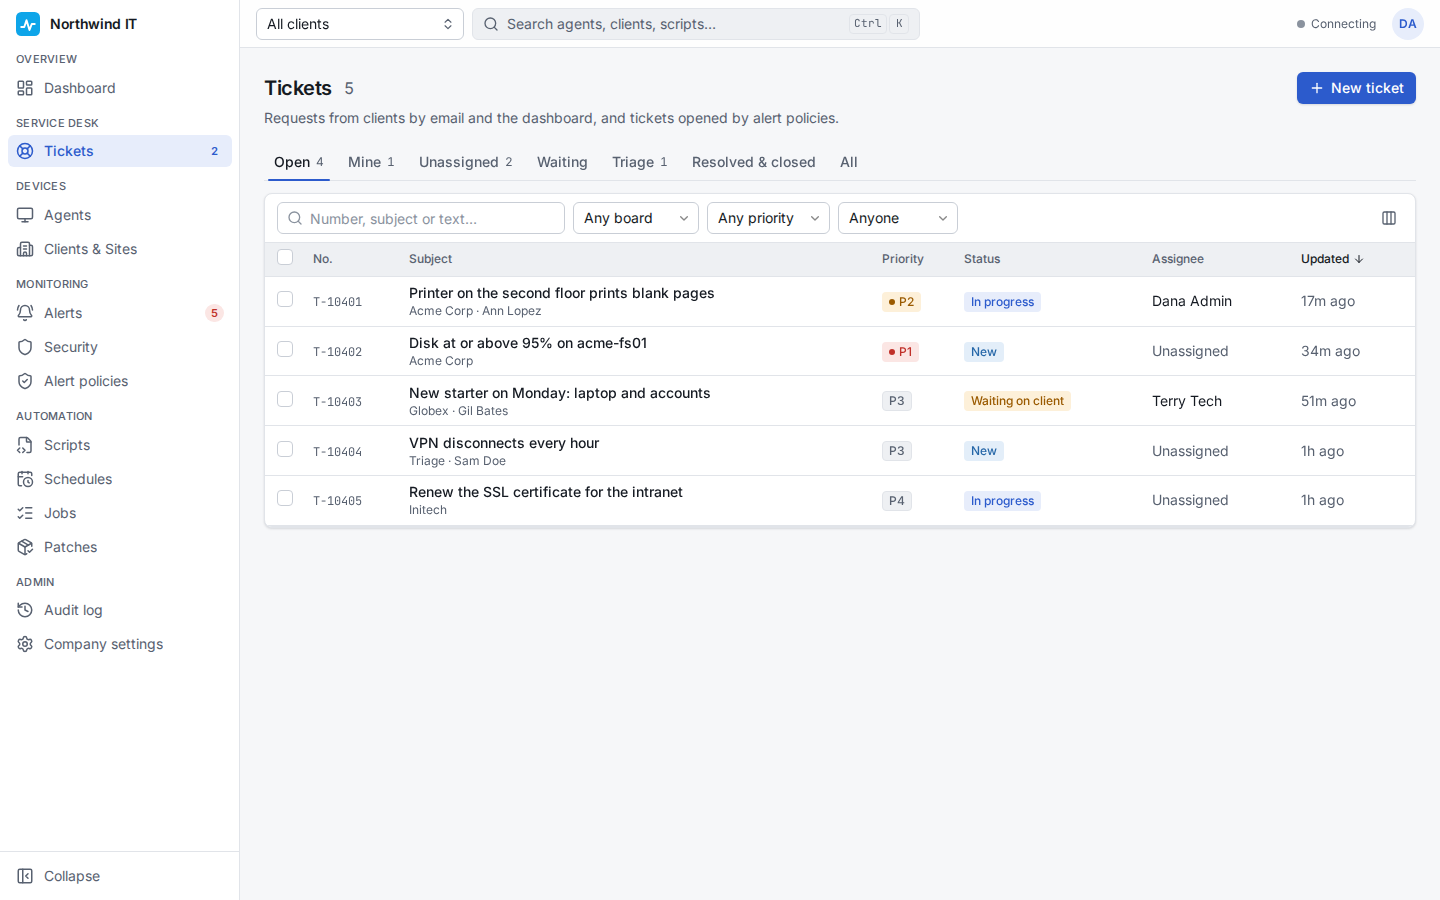 Northwind IT
All clients
Search agents, clients, scripts...
Ctrl K
Connecting
DA
OVERVIEW
Dashboard
SERVICE DESK
Tickets 2
DEVICES
Agents
Clients & Sites
MONITORING
Alerts 5
Security
Alert policies
AUTOMATION
Scripts
Schedules
Jobs
Patches
ADMIN
Audit log
Company settings
Collapse
Tickets 5
New ticket
Requests from clients by email and the dashboard, and tickets opened by alert policies.
Open 4 Mine 1 Unassigned 2 Waiting Triage 1 Resolved & closed All
Number, subject or text... Any board Any priority Anyone
No. Subject Priority Status Assignee Updated
T-10401 Printer on the second floor prints blank pages P2 In progress Dana Admin 17m ago
Acme Corp · Ann Lopez
T-10402 Disk at or above 95% on acme-fs01 P1 New Unassigned 34m ago
Acme Corp
T-10403 New starter on Monday: laptop and accounts P3 Waiting on client Terry Tech 51m ago
Globex · Gil Bates
T-10404 VPN disconnects every hour P3 New Unassigned 1h ago
Triage · Sam Doe
T-10405 Renew the SSL certificate for the intranet P4 In progress Unassigned 1h ago
Initech